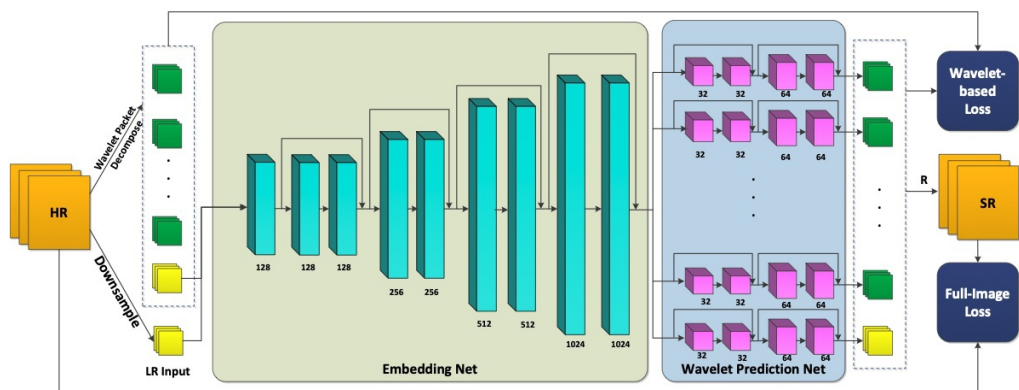 HR
Wavelet Packet
Decompose
Downsample
LR Input
128
128
128
256
256
512
512
1024
1024
Embedding Net
32
32
64
64
32
32
64
64
32
32
64
64
32
32
64
64
Wavelet Prediction Net
R
Wavelet-
based
Loss
SR
Full-Image
Loss